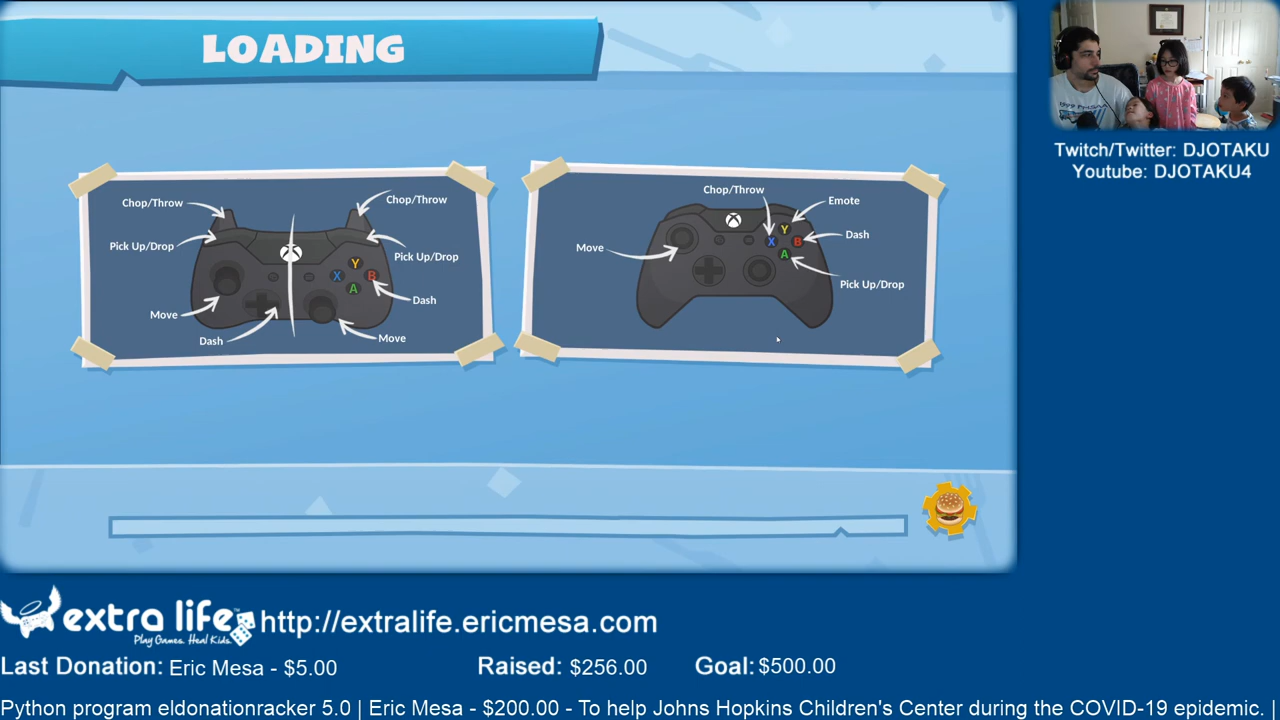 LOADING
Chop/Throw
Chop/Throw
Pick Up/Drop
Pick Up/Drop
Y
X
B
A
Move
Dash
Dash
Move
Chop/Throw
Emote
Y
Move
X
B
Dash
A
Pick Up/Drop
Twitch/Twitter: DJOTAKU
Youtube: DJOTAKU4
extra life
Play Games. Heal Kids.
http://extralife.ericmesa.com
Last Donation: Eric Mesa - $5.00
Raised: $256.00
Goal: $500.00
Python program eldonationracker 5.0 | Eric Mesa - $200.00 - To help Johns Hopkins Children's Center during the COVID-19 epidemic. |